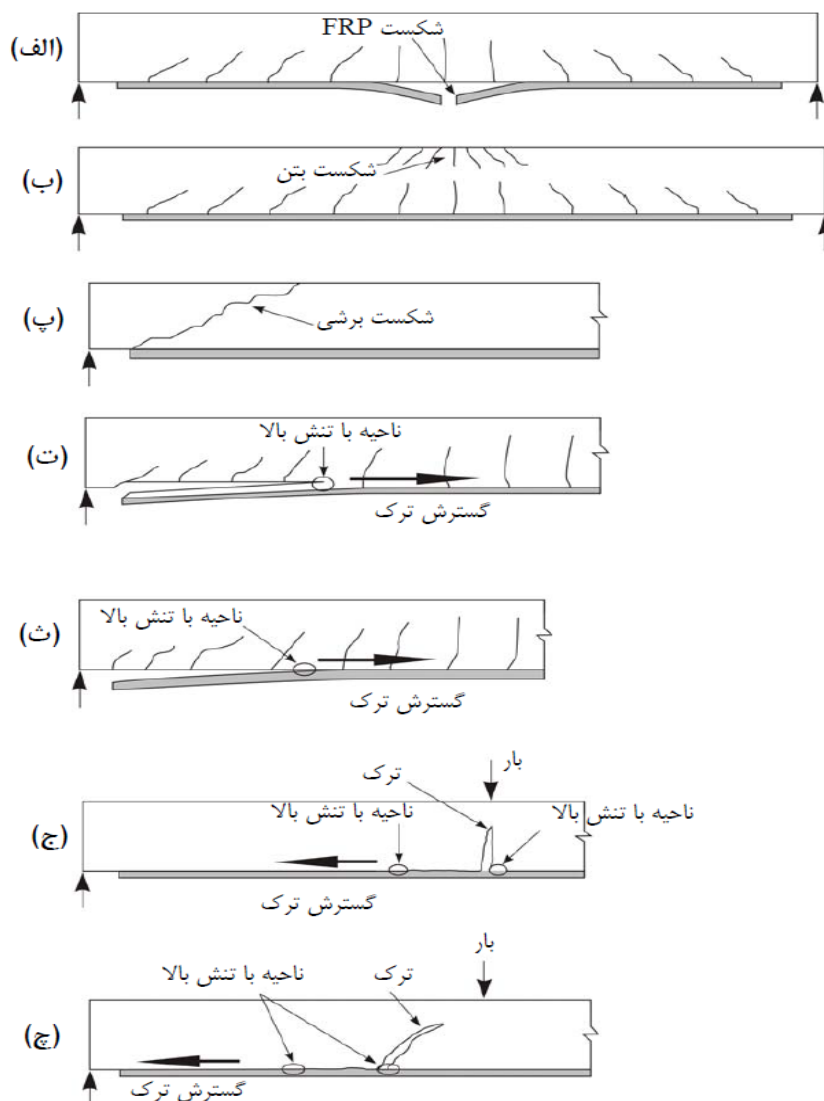 شکست FRP
(الف)
شکست بتن
(ب)
شکست برشی
(پ)
ناحیه با تنش بالا
(ت)
گسترش ترک
ناحیه با تنش بالا
(ث)
گسترش ترک
بار
ترک
ناحیه با تنش بالا
ناحیه با تنش بالا
(ج)
گسترش ترک
بار
ناحیه با تنش بالا
ترک
(چ)
گسترش ترک